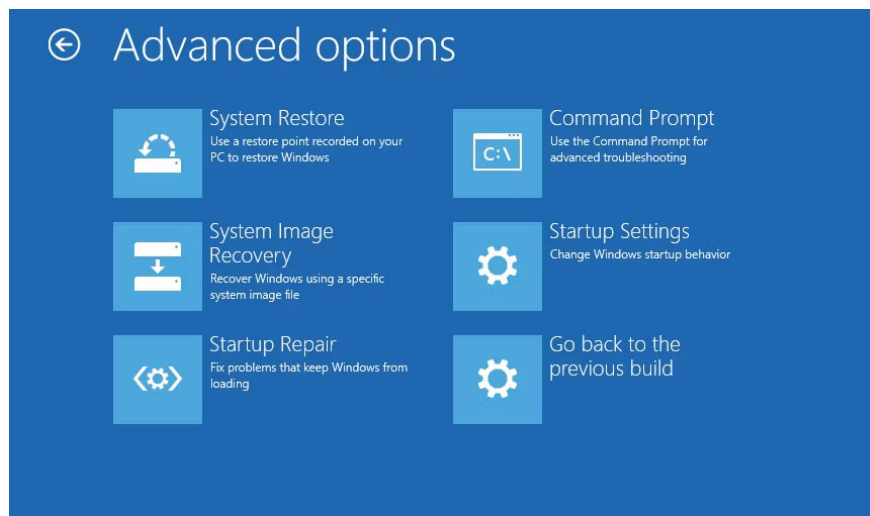 Advanced options
System Restore
Use a restore point recorded on your
PC to restore Windows
System Image
Recovery
Recover Windows using a specific
system image file
Startup Repair
Fix problems that keep Windows from
loading
Command Prompt
Use the Command Prompt for
advanced troubleshooting
C:\
Startup Settings
Change Windows startup behavior
Go back to the
previous build